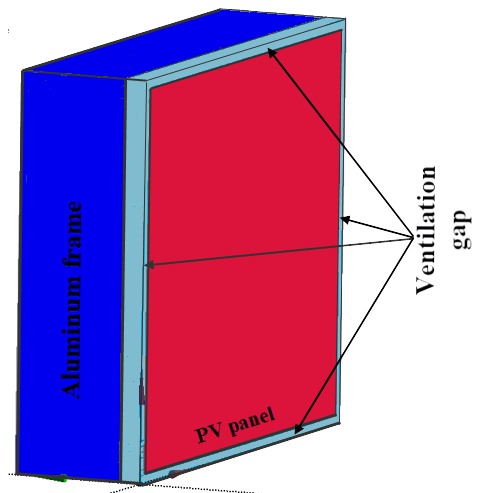 Aluminum frame
PV panel
Ventilation
gap